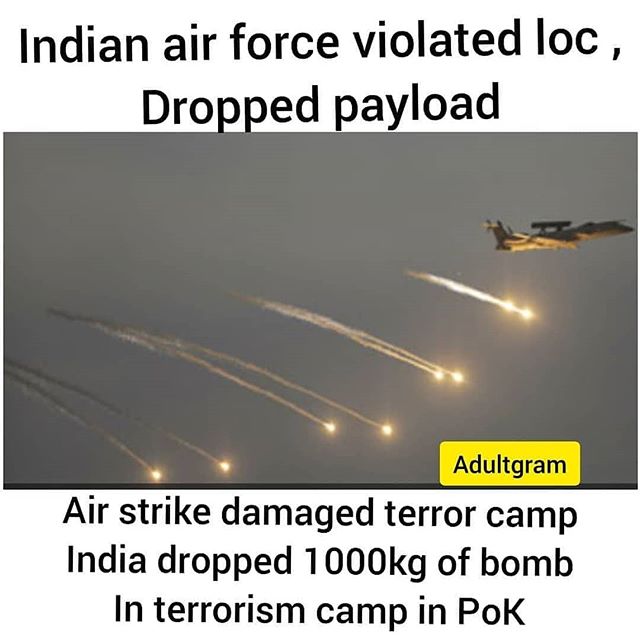 Indian air force violated loc ,
Dropped payload
Adultgram
Air strike damaged terror camp
India dropped 1000kg of bomb
In terrorism camp in PoK